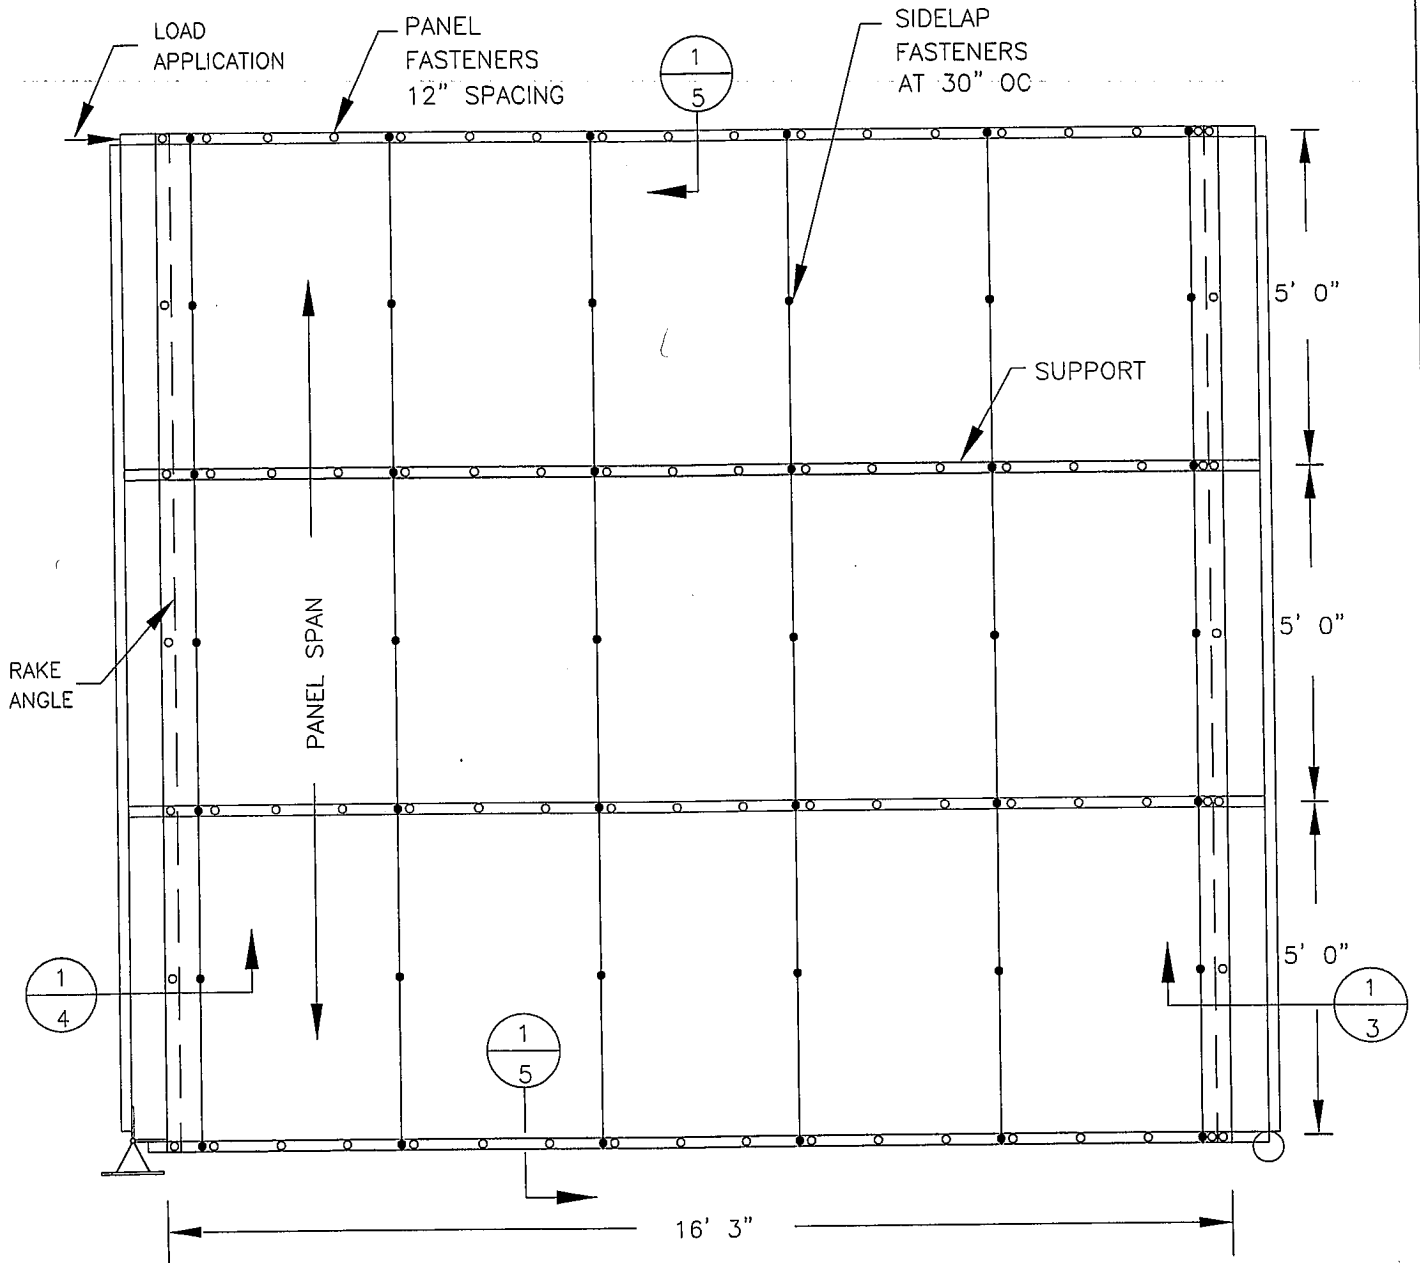 LOAD
APPLICATION
PANEL
FASTENERS
12" SPACING
1
5
SIDELAP
FASTENERS
AT 30" OC
5' 0"
SUPPORT
PANEL SPAN
5' 0"
RAKE
ANGLE
5' 0"
1
4
1
5
1
3
16' 3"